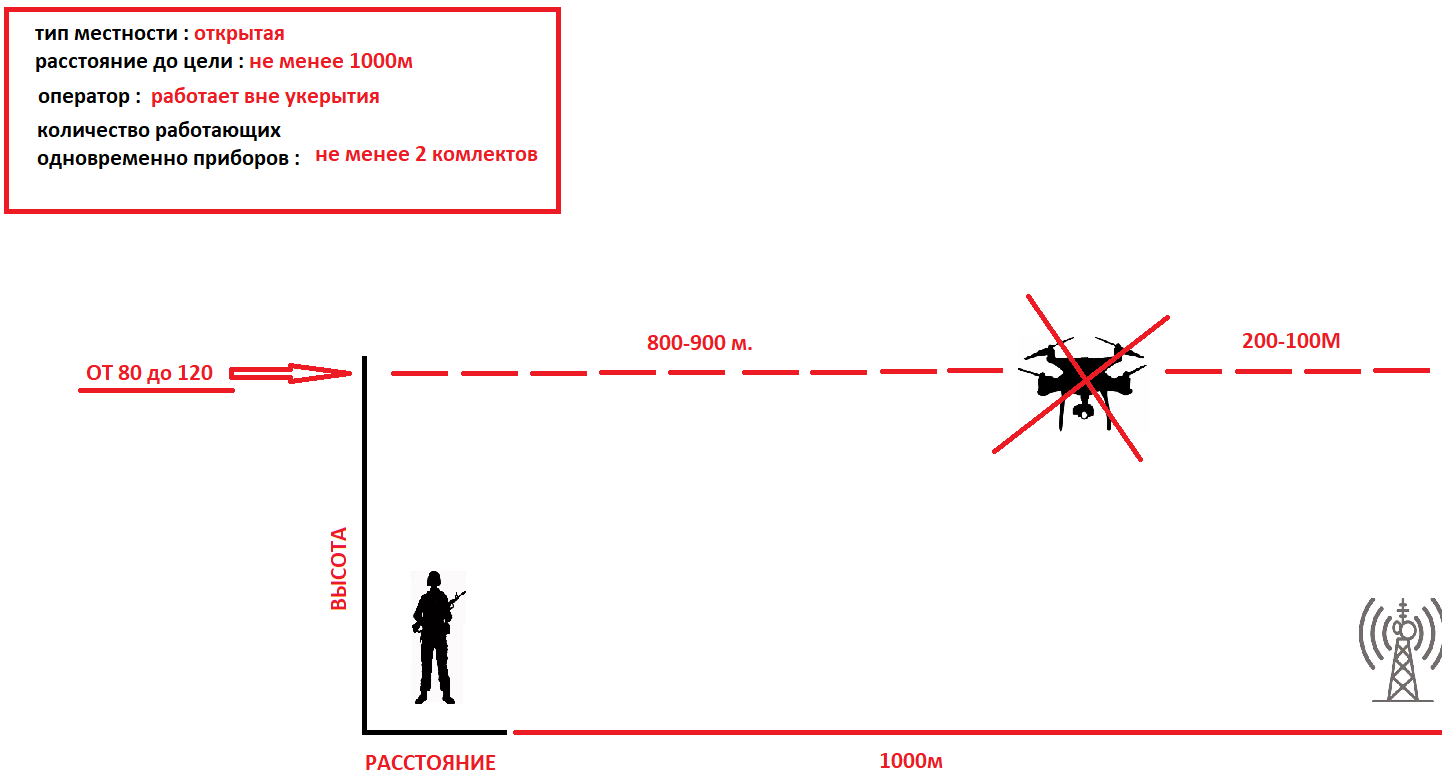 тип местности : открытая
расстояние до цели : не менее 1000м
оператор : работает вне укерытия
количество работающих
одновременно приборов : не менее 2 комлектов
800-900 м.
200-100М
ОТ 80 до 120
ВЫСОТА
РАССТОЯНИЕ
1000м